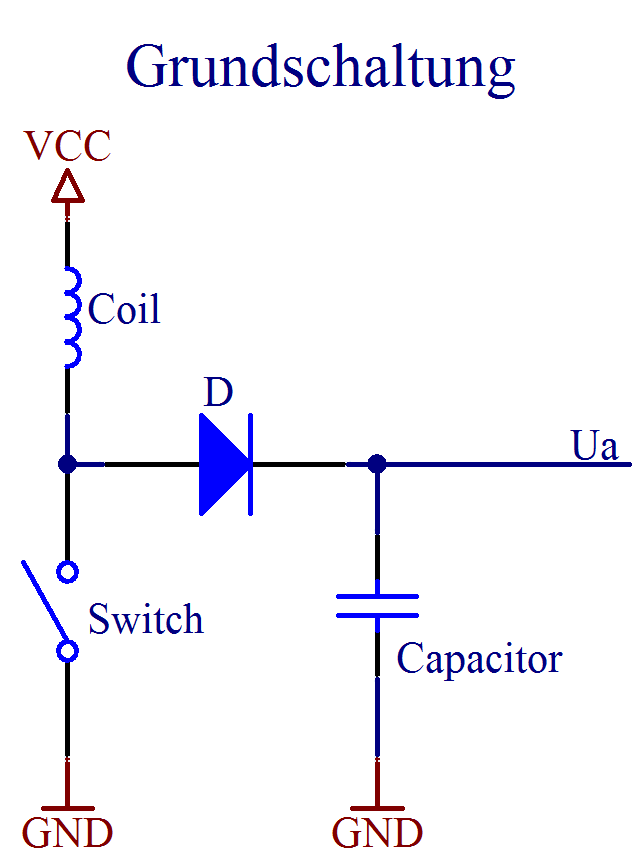 Grundschaltung
VCC
Coil
D
Ua
Switch
Capacitor
GND
GND